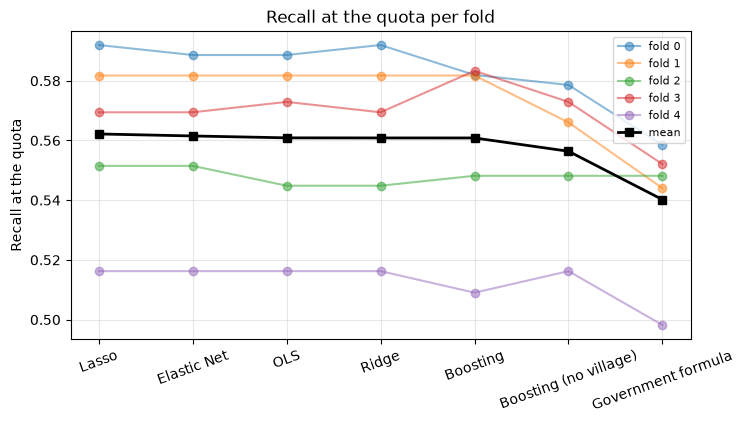 Recall at the quota per fold
Recall at the quota
0.58
0.56
0.54
0.52
0.50
fold 0
fold 1
fold 2
fold 3
fold 4
mean
Lasso
Elastic Net
OLS
Ridge
Boosting
Boosting (no village)
Government formula